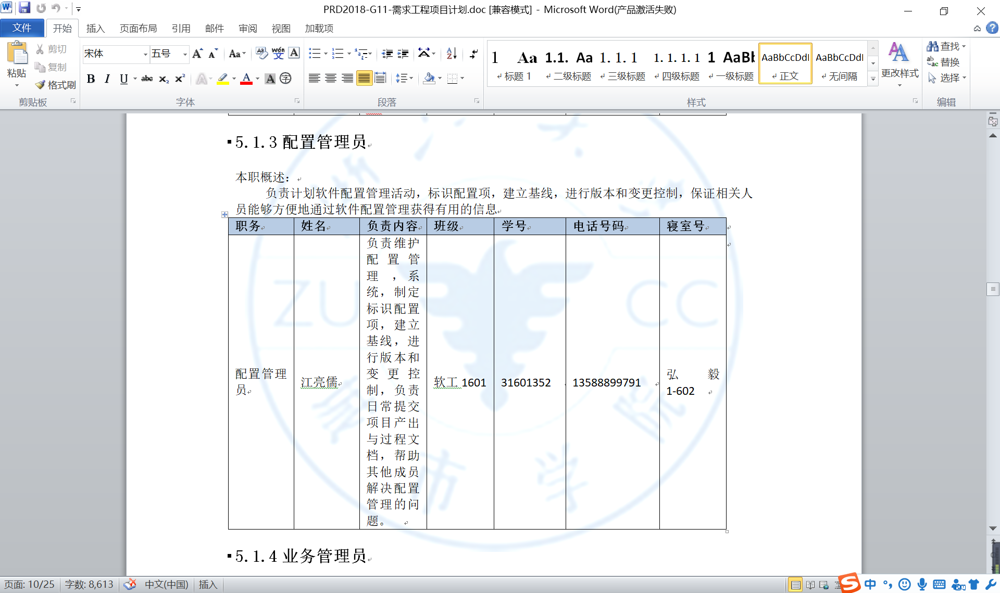 PRD2018-G11-需求工程项目计划.doc [兼容模式] - Microsoft Word(产品激活失败)
文件 开始 插入 页面布局 引用 邮件 审阅 视图 加载项
宋体 五号
粘贴 剪切 复制 格式刷
1 Aa 1.1. Aa 1. 1. 1 1. 1. 1. 1 1 AaBb AaBbCcDdI AaBbCcDdI
标题 1 二级标题 三级标题 四级标题 一级标题 正文 无间隔
更改样式
查找
替换
选择
剪贴板 字体 段落 样式 编辑
5.1.3 配置管理员
本职概述：
负责计划软件配置管理活动，标识配置项，建立基线，进行版本和变更控制，保证相关人
员能够方便地通过软件配置管理获得有用的信息
职务 姓名 负责内容 班级 学号 电话号码 寝室号
配置管理
员
江亮儒
负责维护
配置管
理，系
统，制定
标识配置
项，建立
基线，进
行版本和
变更控
制，负责
日常提交
项目产出
与过程文
档，帮助
其他成员
解决配置
管理的问
题。
软工 1601
31601352
13588899791
弘毅
1-602
ZU CC
市 学 院
5.1.4 业务管理员
页面: 10/25 字数: 8,613 中文(中国) 插入
中